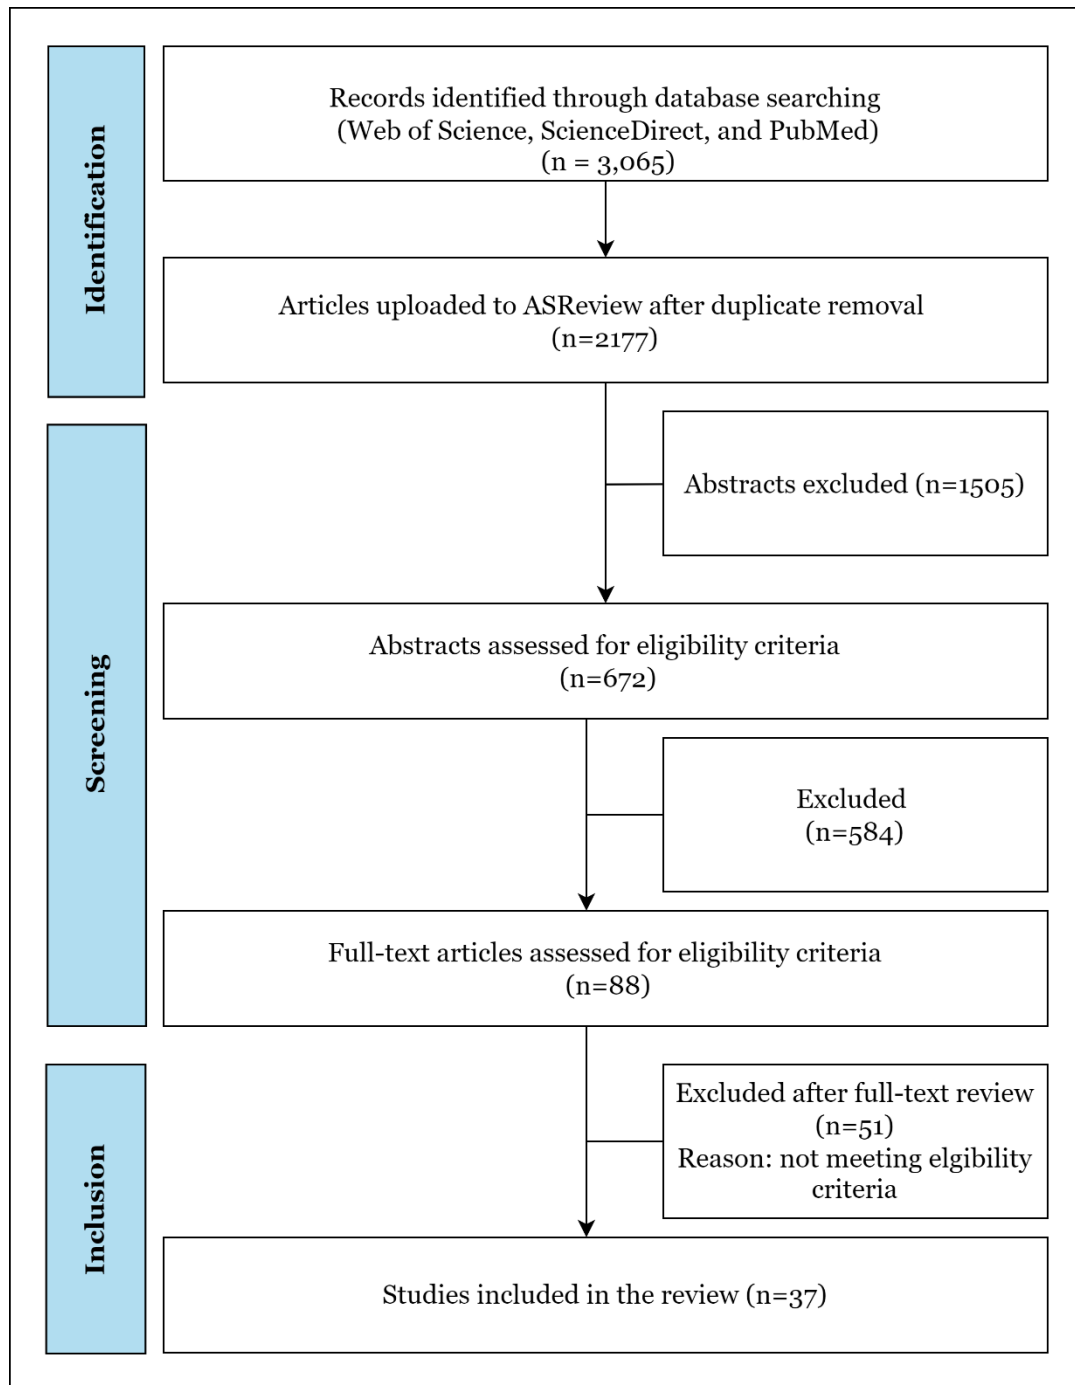 Identification
Records identified through database searching
(Web of Science, ScienceDirect, and PubMed)
(n = 3,065)
Articles uploaded to ASReview after duplicate removal
(n=2177)
Screening
Abstracts excluded (n=1505)
Abstracts assessed for eligibility criteria
(n=672)
Excluded
(n=584)
Full-text articles assessed for eligibility criteria
(n=88)
Inclusion
Excluded after full-text review
(n=51)
Reason: not meeting elgibility
criteria
Studies included in the review (n=37)